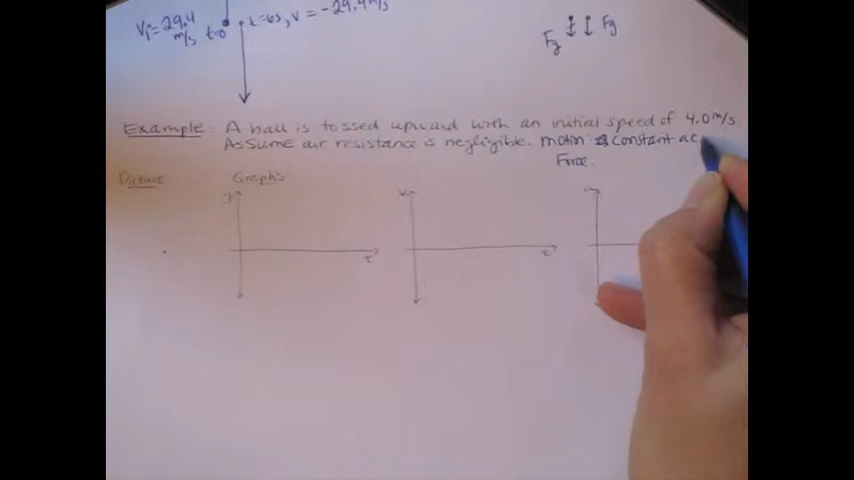 Vi = 29.4 m/s t=0
t=6s, v = -29.4 m/s
Fg Fg
Example: A ball is tossed upward with an initial speed of 4.0 m/s.
Assume air resistance is negligible. Motion: constant ac
Force:
Picture Graphs
y t
v t
a